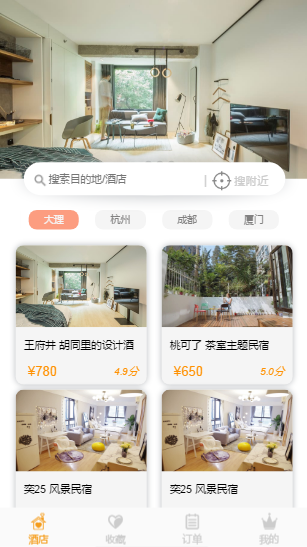 搜索目的地/酒店 | 搜附近
大理 杭州 成都 厦门
王府井 胡同里的设计酒 桃可了 茶室主题民宿
¥780 4.9分 ¥650 5.0分
突25 风景民宿 突25 风景民宿
酒店 收藏 订单 我的